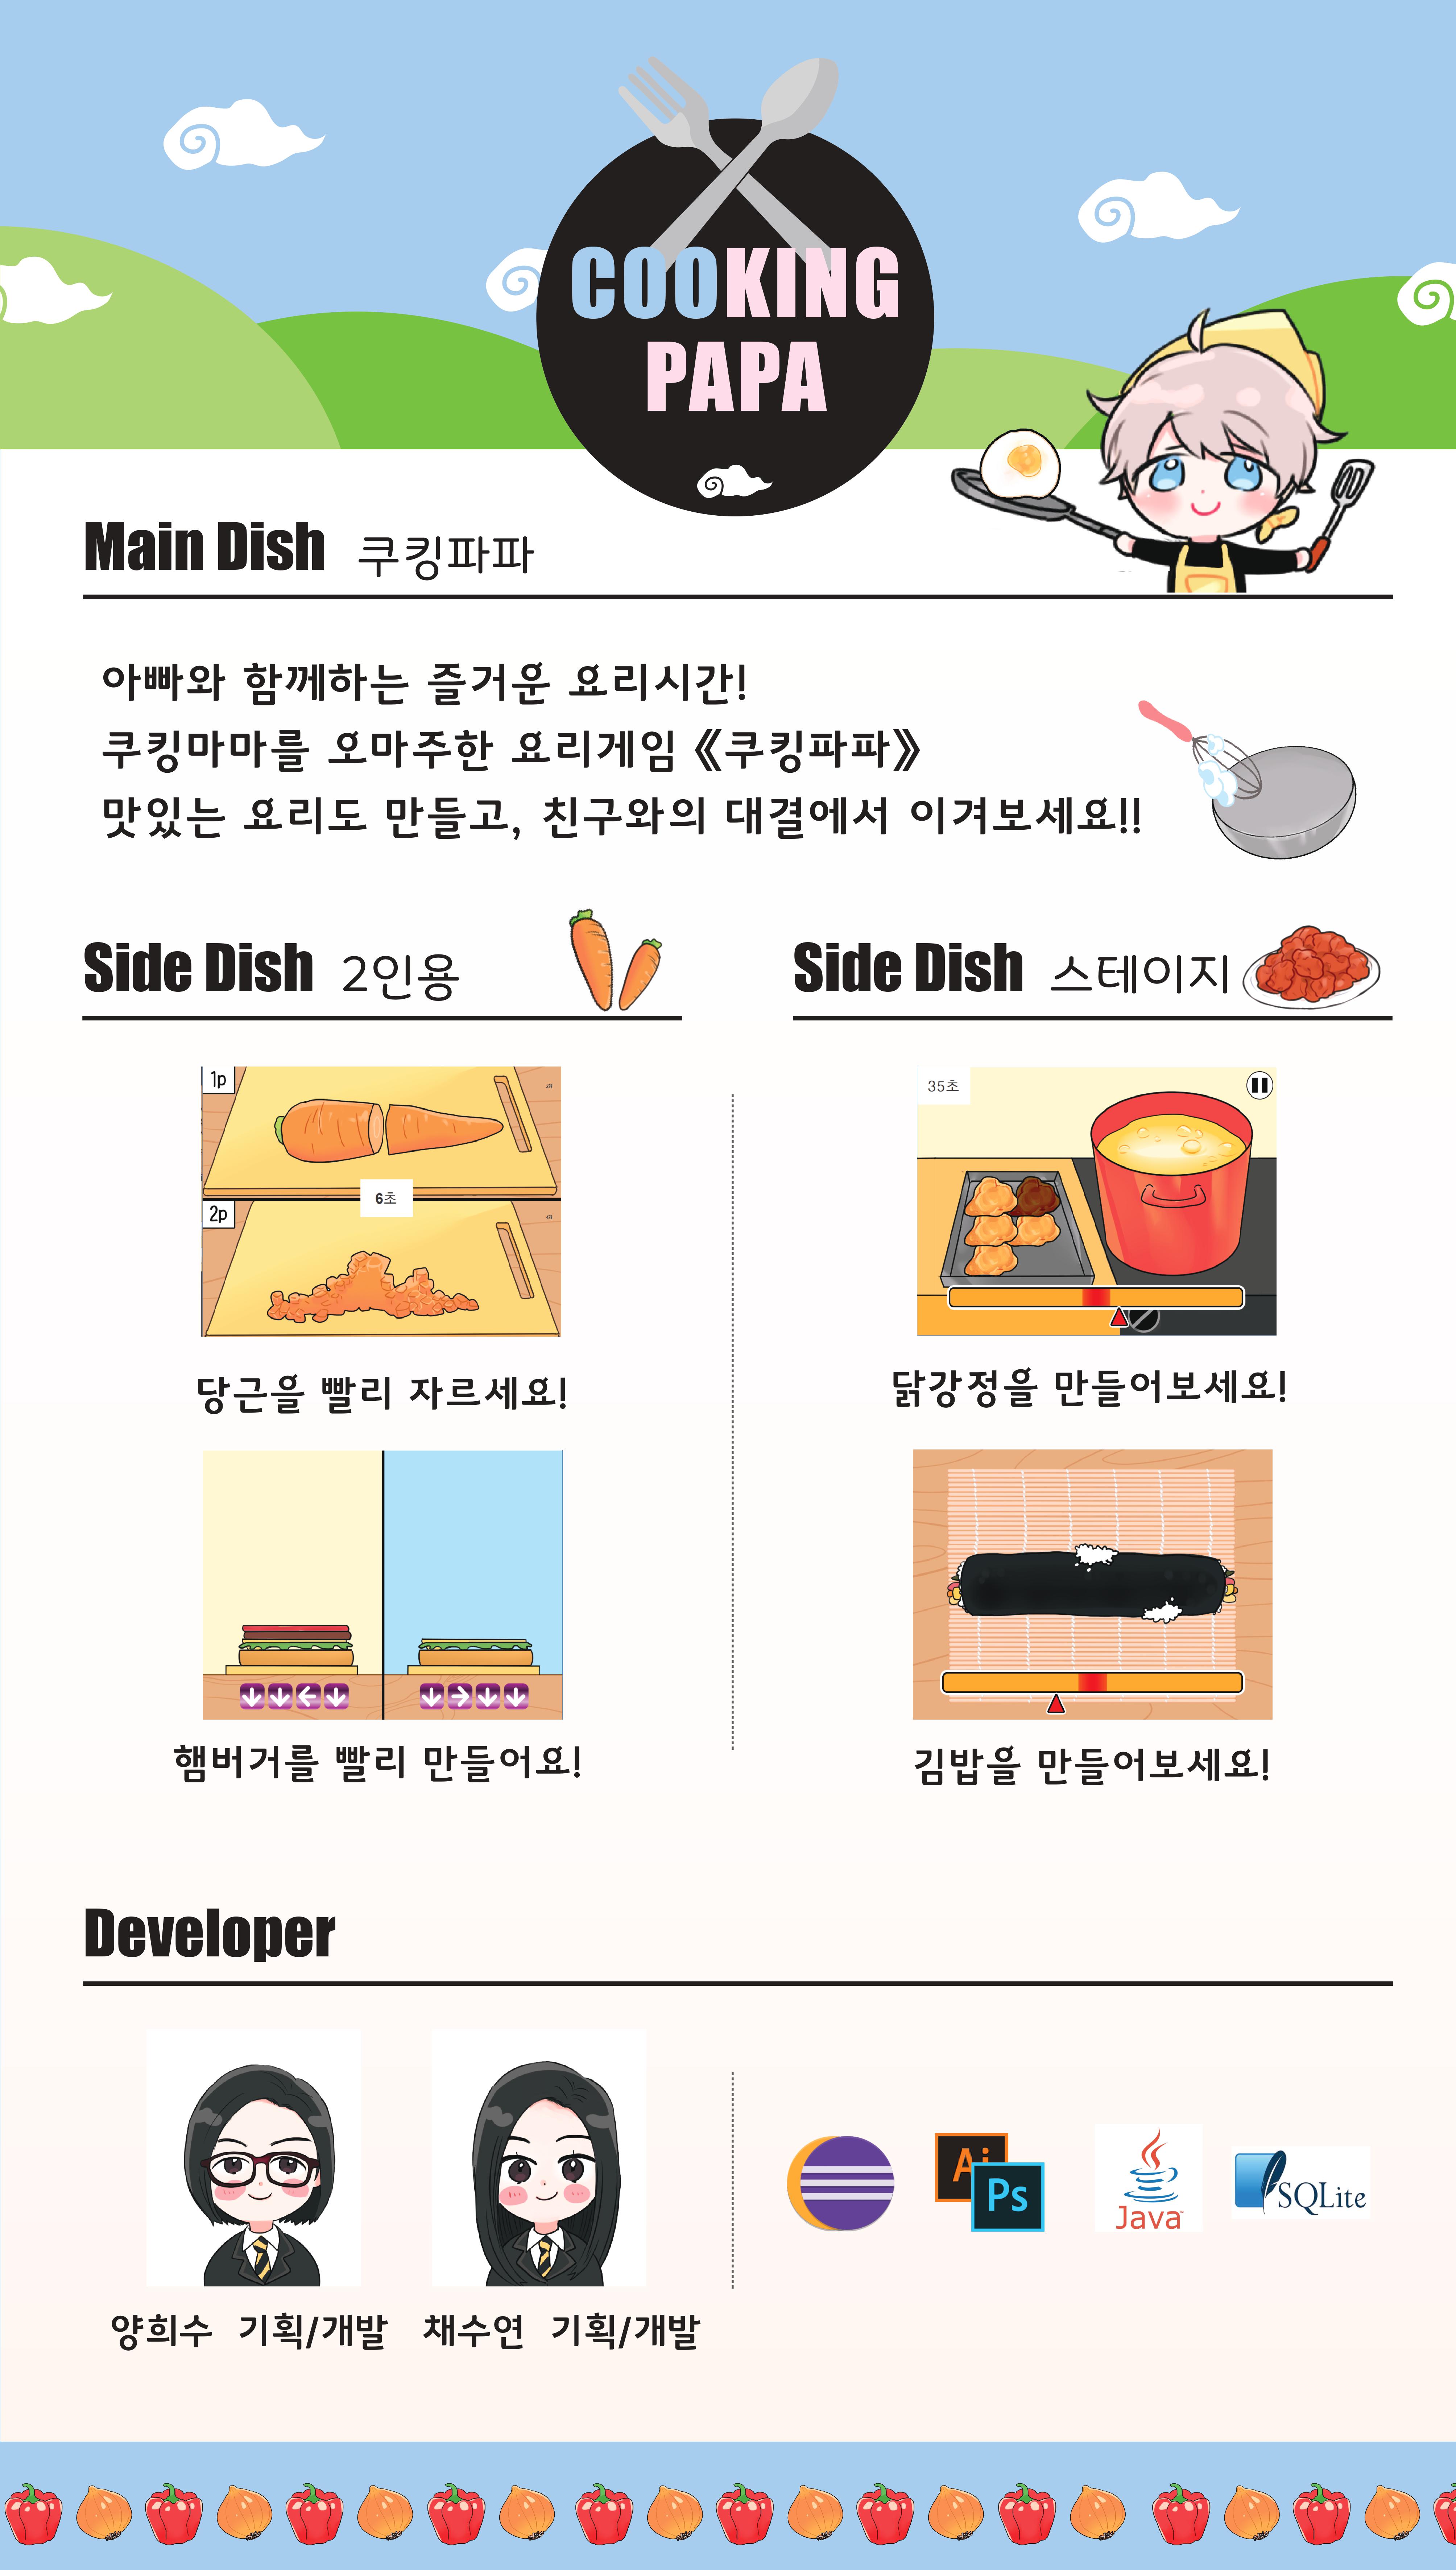 COOKING
PAPA
Main Dish 쿠킹파파
아빠와 함께하는 즐거운 요리시간!
쿠킹마마를 오마주한 요리게임 《쿠킹파파》
맛있는 요리도 만들고, 친구와의 대결에서 이겨보세요!!
Side Dish 2인용
1p
6초
2p
당근을 빨리 자르세요!
햄버거를 빨리 만들어요!
Side Dish 스테이지
35초
닭강정을 만들어보세요!
김밥을 만들어보세요!
Developer
양희수 기획/개발
채수연 기획/개발
Ai
Ps
Java
SQLite